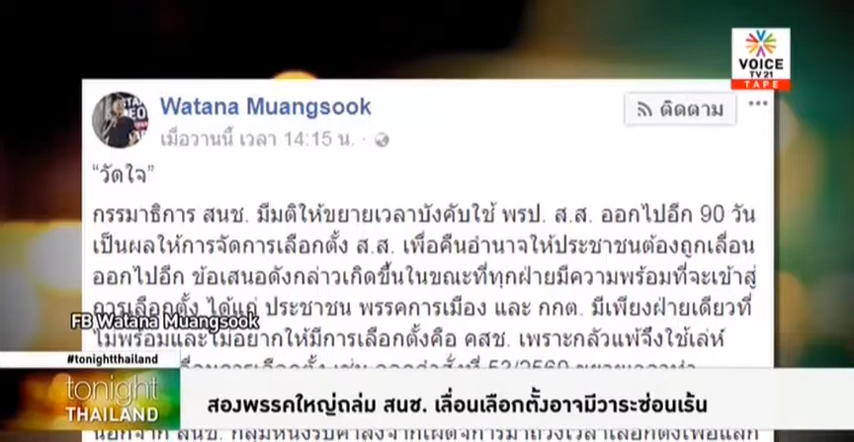 VOICE
TV 21
TAPE
Watana Muangsook
ติดตาม
เมื่อวานนี้ เวลา 14:15 น.
“วัดใจ”
กรรมาธิการ สนช. มีมติให้ขยายเวลาบังคับใช้ พรป. ส.ส. ออกไปอีก 90 วัน
เป็นผลให้การจัดการเลือกตั้ง ส.ส. เพื่อคืนอำนาจให้ประชาชนต้องถูกเลื่อน
ออกไปอีก ข้อเสนอดังกล่าวเกิดขึ้นในขณะที่ทุกฝ่ายมีความพร้อมที่จะเข้าสู่
การเลือกตั้ง ได้แก่ ประชาชน พรรคการเมือง และ กกต. มีเพียงฝ่ายเดียวที่
FB Watana Muangsook
ไม่พร้อมและไม่อยากให้มีการเลือกตั้งคือ คสช. เพราะกลัวแพ้จึงใช้เล่ห์
#tonightthailand
tonight
THAILAND
สองพรรคใหญ่ถล่ม สนช. เลื่อนเลือกตั้งอาจมีวาระซ่อนเร้น